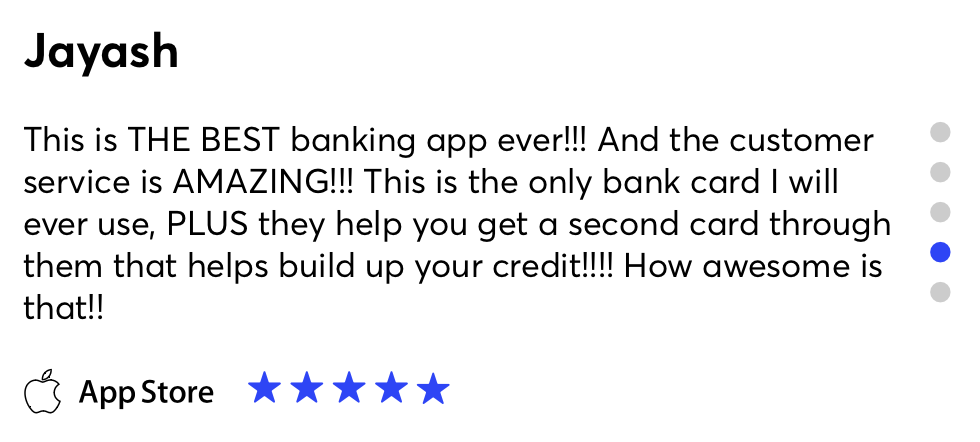 Jayash
This is THE BEST banking app ever!!! And the customer
service is AMAZING!!! This is the only bank card I will
ever use, PLUS they help you get a second card through
them that helps build up your credit!!!! How awesome is
that!!
App Store